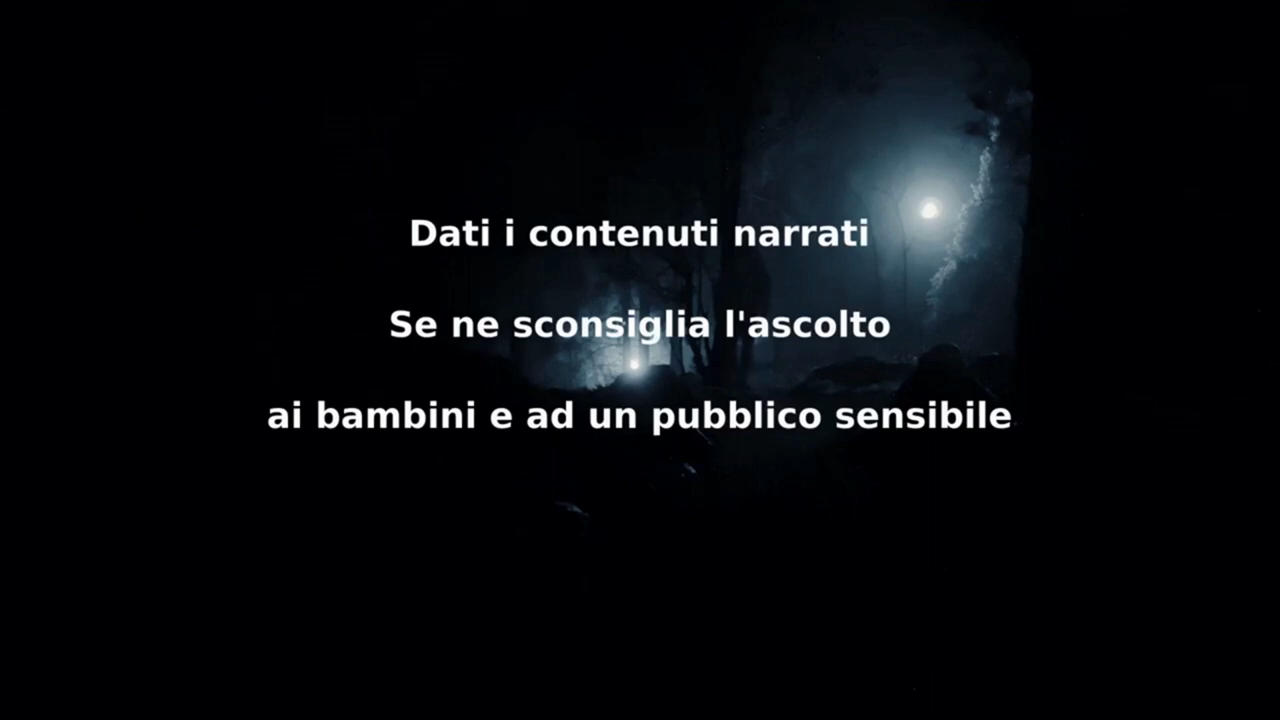 Dati i contenuti narrati
Se ne sconsiglia l'ascolto
ai bambini e ad un pubblico sensibile